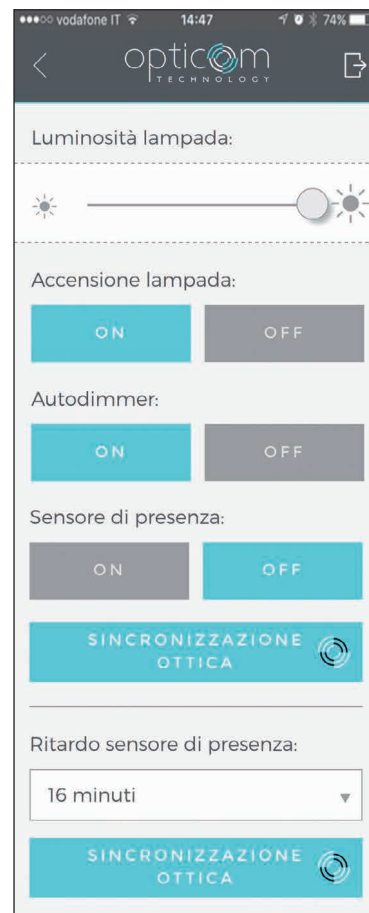 vodafone IT 14:47 74%
opticom
TECHNOLOGY
Luminosità lampada:
Accensione lampada:
ON OFF
Autodimmer:
ON OFF
Sensore di presenza:
ON OFF
SINCRONIZZAZIONE
OTTICA
Ritardo sensore di presenza:
16 minuti
SINCRONIZZAZIONE
OTTICA